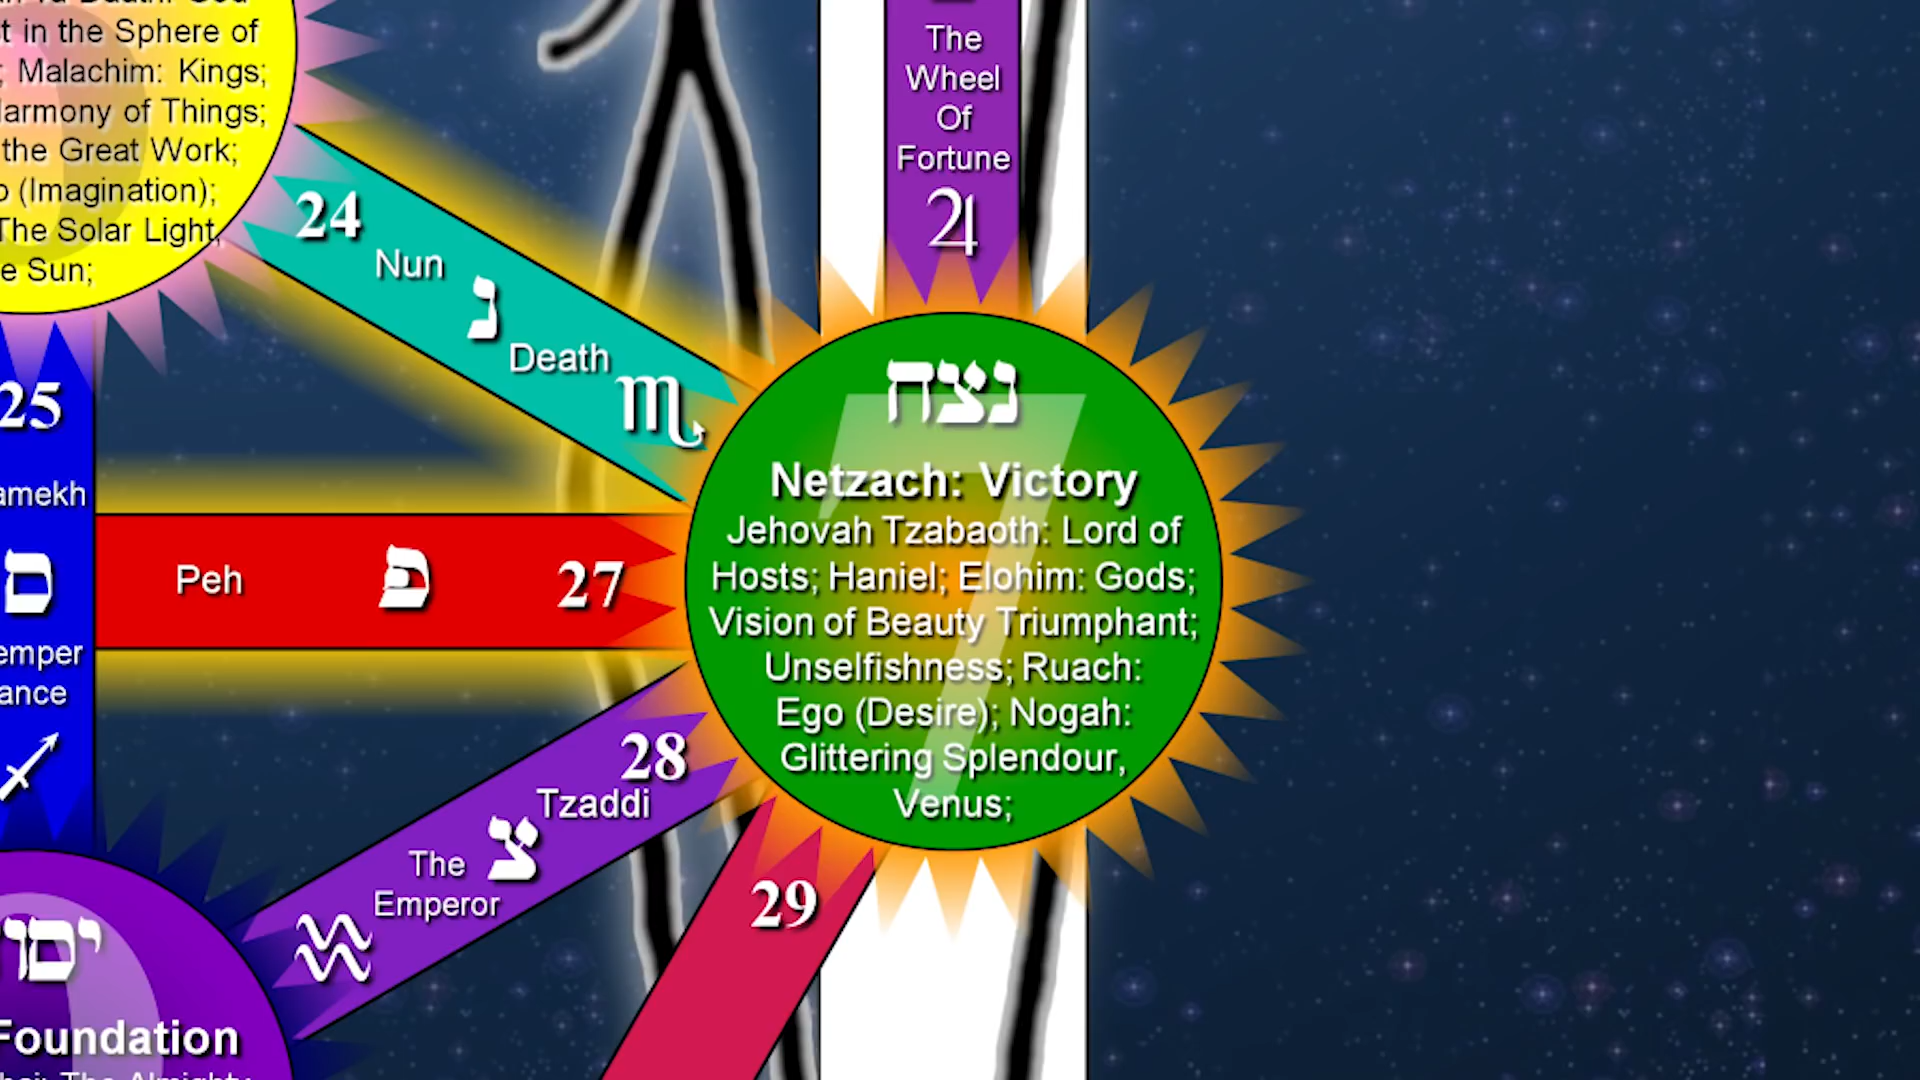 t in the Sphere of
; Malachim: Kings;
Harmony of Things;
the Great Work;
(Imagination);
The Solar Light,
e Sun;
The
Wheel
Of
Fortune
♃
24
Nun
נ
Death
♏
25
amekh
ם
emper
ance
♐
Peh
פ
27
נצח
7
Netzach: Victory
Jehovah Tzabaoth: Lord of
Hosts; Haniel; Elohim: Gods;
Vision of Beauty Triumphant;
Unselfishness; Ruach:
Ego (Desire); Nogah:
Glittering Splendour,
Venus;
28
Tzaddi
צ
The
Emperor
♒
29
יסו
Foundation